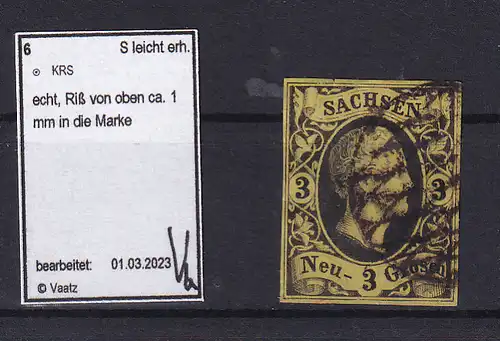 6 S leicht erh.
⊙ KRS
echt, Riß von oben ca. 1
mm in die Marke
bearbeitet: 01.03.2023
© Vaatz
SACHSEN
3 3
Neu- 3 Grosch